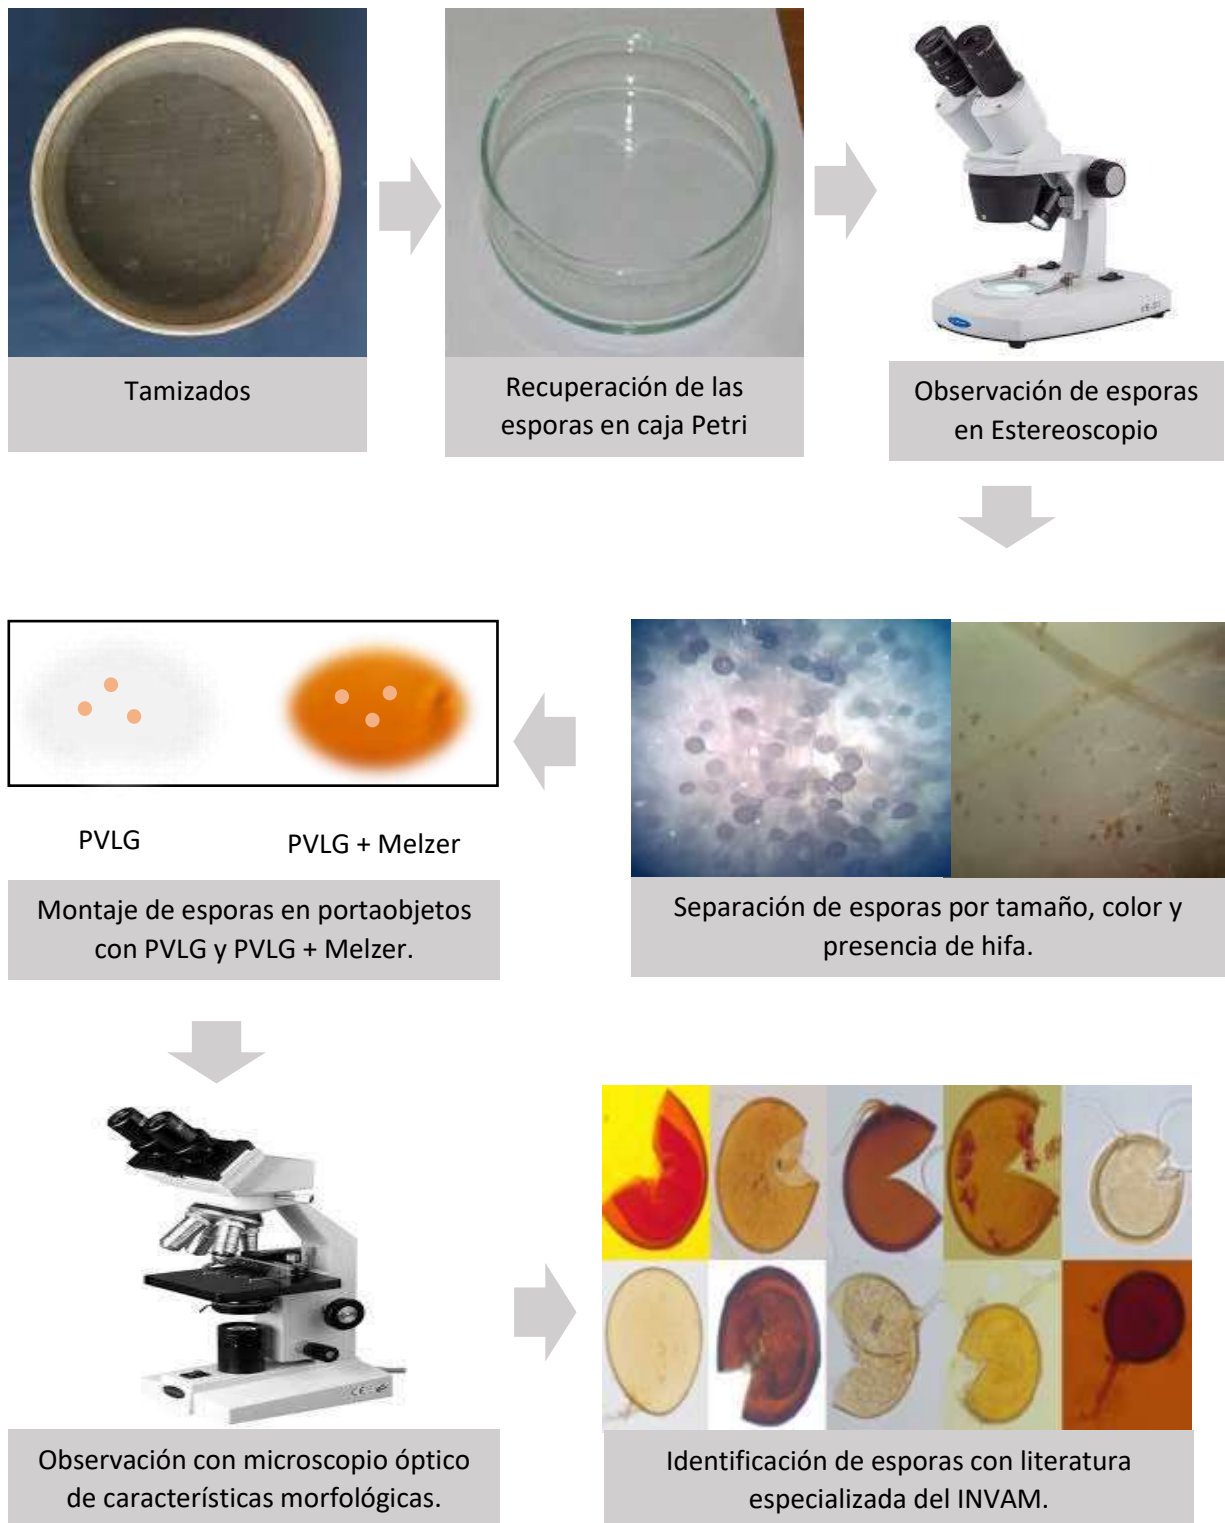 Tamizados
Recuperación de las
esporas en caja Petri
Observación de esporas
en Estereoscopio
PVLG
PVLG + Melzer
Montaje de esporas en portaobjetos
con PVLG y PVLG + Melzer.
Separación de esporas por tamaño, color y
presencia de hifa.
Observación con microscopio óptico
de características morfológicas.
Identificación de esporas con literatura
especializada del INVAM.